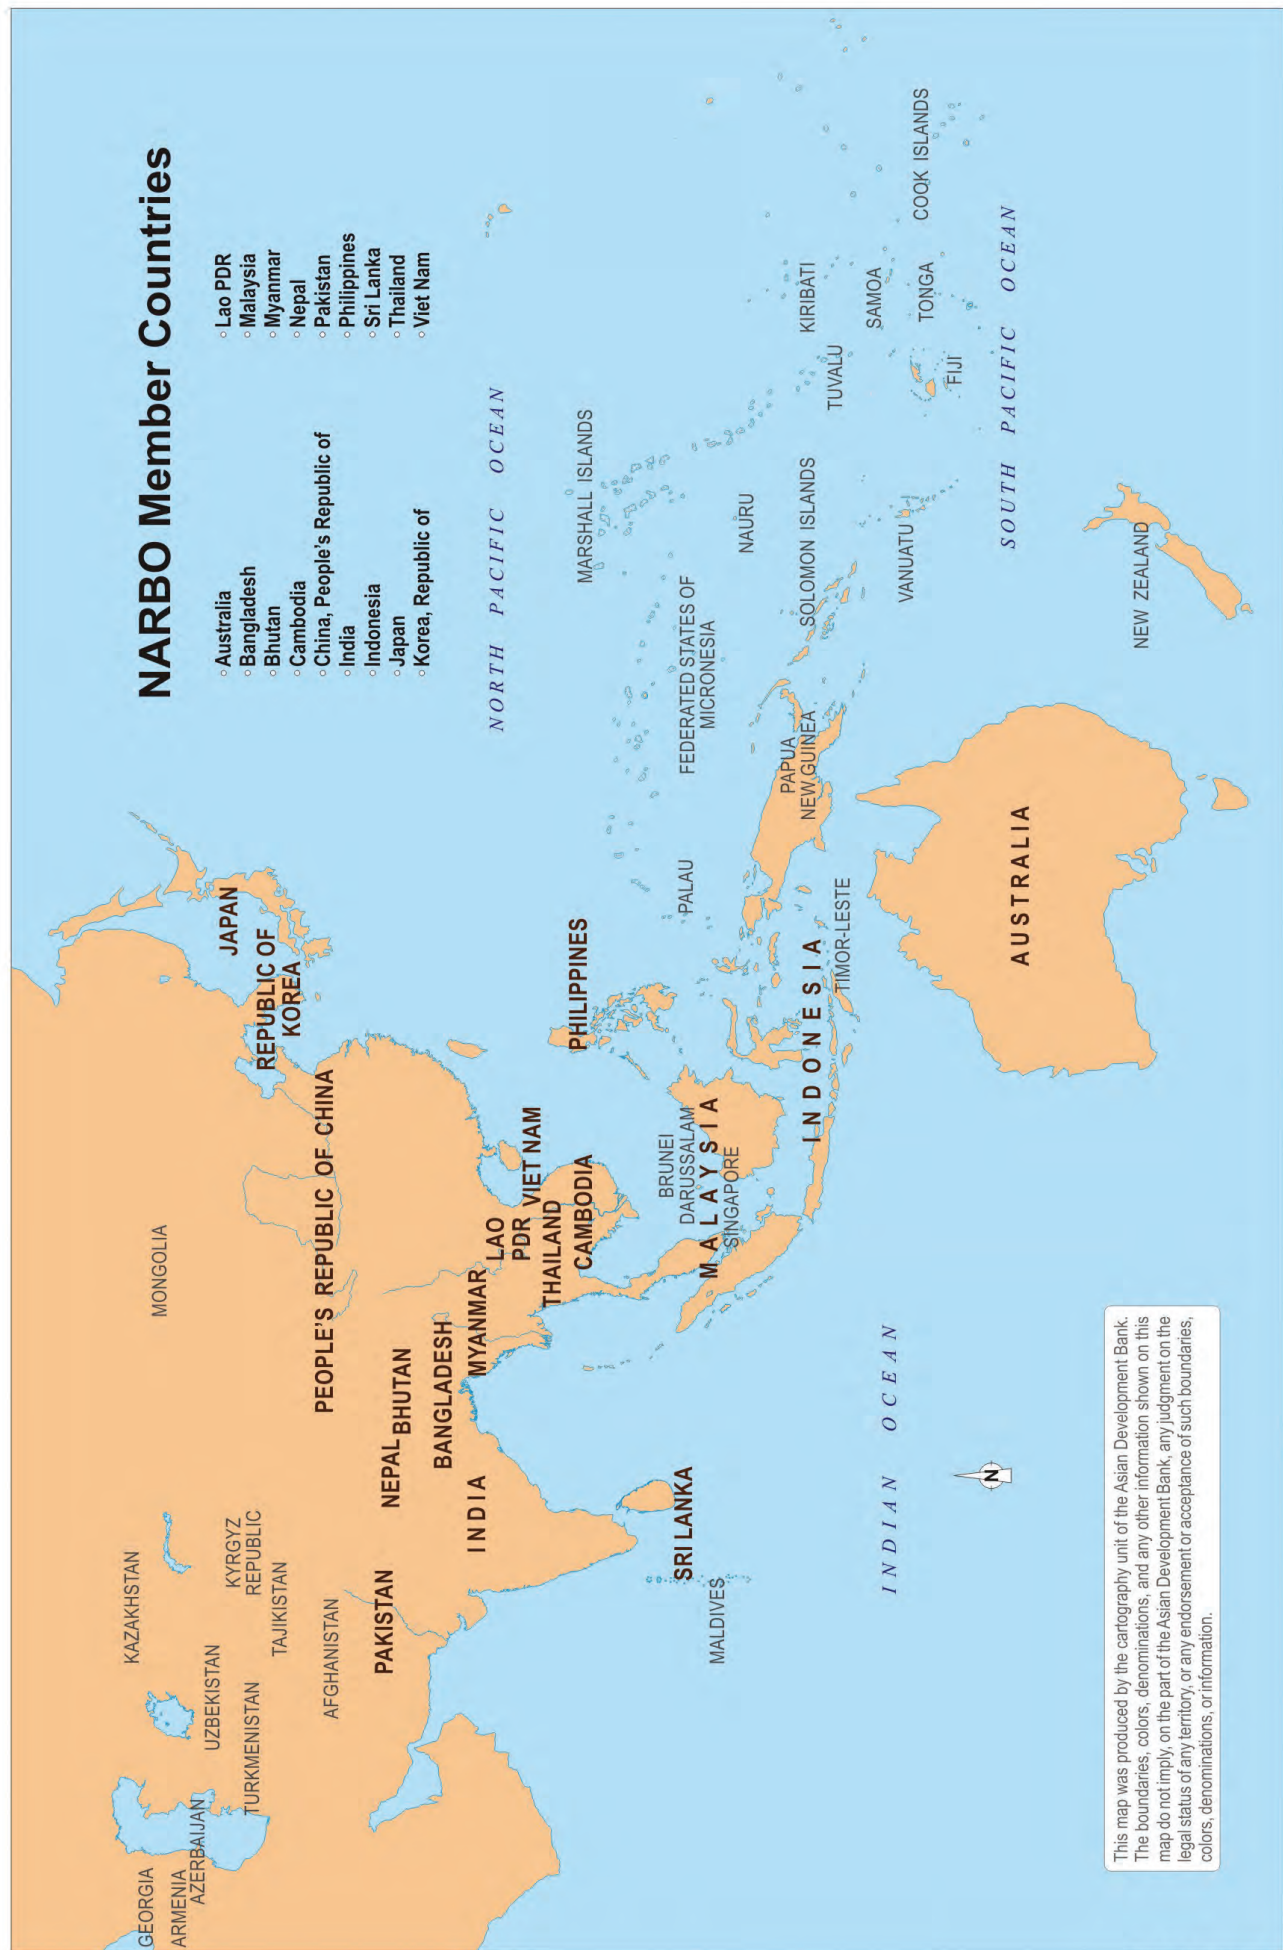 NARBO Member Countries
◦ Australia
◦ Bangladesh
◦ Bhutan
◦ Cambodia
◦ China, People's Republic of
◦ India
◦ Indonesia
◦ Japan
◦ Korea, Republic of
◦ Lao PDR
◦ Malaysia
◦ Myanmar
◦ Nepal
◦ Pakistan
◦ Philippines
◦ Sri Lanka
◦ Thailand
◦ Viet Nam
GEORGIA
ARMENIA
AZERBAIJAN
KAZAKHSTAN
UZBEKISTAN
TURKMENISTAN
KYRGYZ
REPUBLIC
TAJIKISTAN
AFGHANISTAN
MONGOLIA
PAKISTAN
PEOPLE'S REPUBLIC OF CHINA
JAPAN
REPUBLIC OF
KOREA
NEPAL
BHUTAN
BANGLADESH
INDIA
MYANMAR
LAO
PDR
VIET NAM
THAILAND
CAMBODIA
PHILIPPINES
NORTH PACIFIC OCEAN
MARSHALL ISLANDS
SRI LANKA
MALDIVES
BRUNEI
DARUSSALAM
MALAYSIA
SINGAPORE
PALAU
FEDERATED STATES OF
MICRONESIA
NAURU
KIRIBATI
INDONESIA
TIMOR-LESTE
PAPUA
NEW GUINEA
SOLOMON ISLANDS
TUVALU
SAMOA
COOK ISLANDS
VANUATU
FIJI
TONGA
INDIAN OCEAN
SOUTH PACIFIC OCEAN
AUSTRALIA
NEW ZEALAND
N
This map was produced by the cartography unit of the Asian Development Bank.
The boundaries, colors, denominations, and any other information shown on this
map do not imply, on the part of the Asian Development Bank, any judgment on the
legal status of any territory, or any endorsement or acceptance of such boundaries,
colors, denominations, or information.